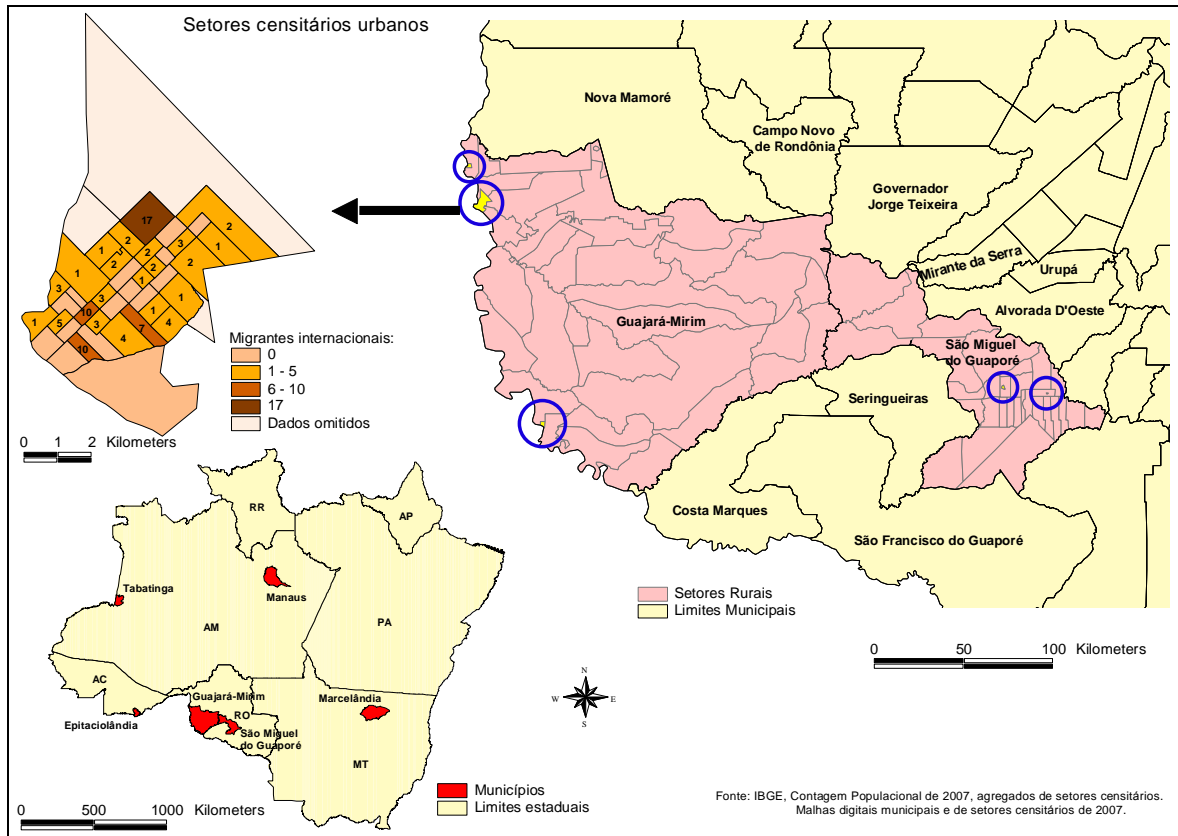 Setores censitários urbanos
17
2
2
1
2
3
1
2
2
2
2
1
1
3
1
10
1
1
5
3
7
4
4
10
Migrantes internacionais:
0
1 - 5
6 - 10
17
Dados omitidos
0 1 2 Kilometers
Nova Mamoré
Campo Novo
de Rondônia
Governador
Jorge Teixeira
Mirante da Serra
Urupá
Alvorada D'Oeste
Guajará-Mirim
São Miguel
do Guaporé
Seringueiras
Costa Marques
São Francisco do Guaporé
Setores Rurais
Limites Municipais
0 50 100 Kilometers
RR
AP
Tabatinga
Manaus
AM
PA
AC
Guajará-Mirim
Marcelândia
RO
Epitaciolândia
São Miguel
do Guaporé
MT
N
W E
S
Municípios
Limites estaduais
0 500 1000 Kilometers
Fonte: IBGE, Contagem Populacional de 2007, agregados de setores censitários.
Malhas digitais municipais e de setores censitários de 2007.